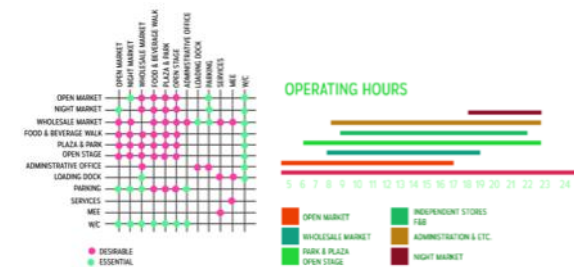 OPEN MARKET
NIGHT MARKET
WHOLESALE MARKET
FOOD & BEVERAGE WALK
PLAZA & PARK
OPEN STAGE
ADMINISTRATIVE OFFICE
LOADING DOCK
PARKING
SERVICES
MEE
W/C
OPEN MARKET
NIGHT MARKET
WHOLESALE MARKET
FOOD & BEVERAGE WALK
PLAZA & PARK
OPEN STAGE
ADMINISTRATIVE OFFICE
LOADING DOCK
PARKING
SERVICES
MEE
W/C
DESIRABLE
ESSENTIAL
OPERATING HOURS
5 6 7 8 9 10 11 12 13 14 15 16 17 18 19 20 21 22 23 24
OPEN MARKET
WHOLESALE MARKET
PARK & PLAZA
OPEN STAGE
INDEPENDENT STORES
F&B
ADMINISTRATION & ETC.
NIGHT MARKET